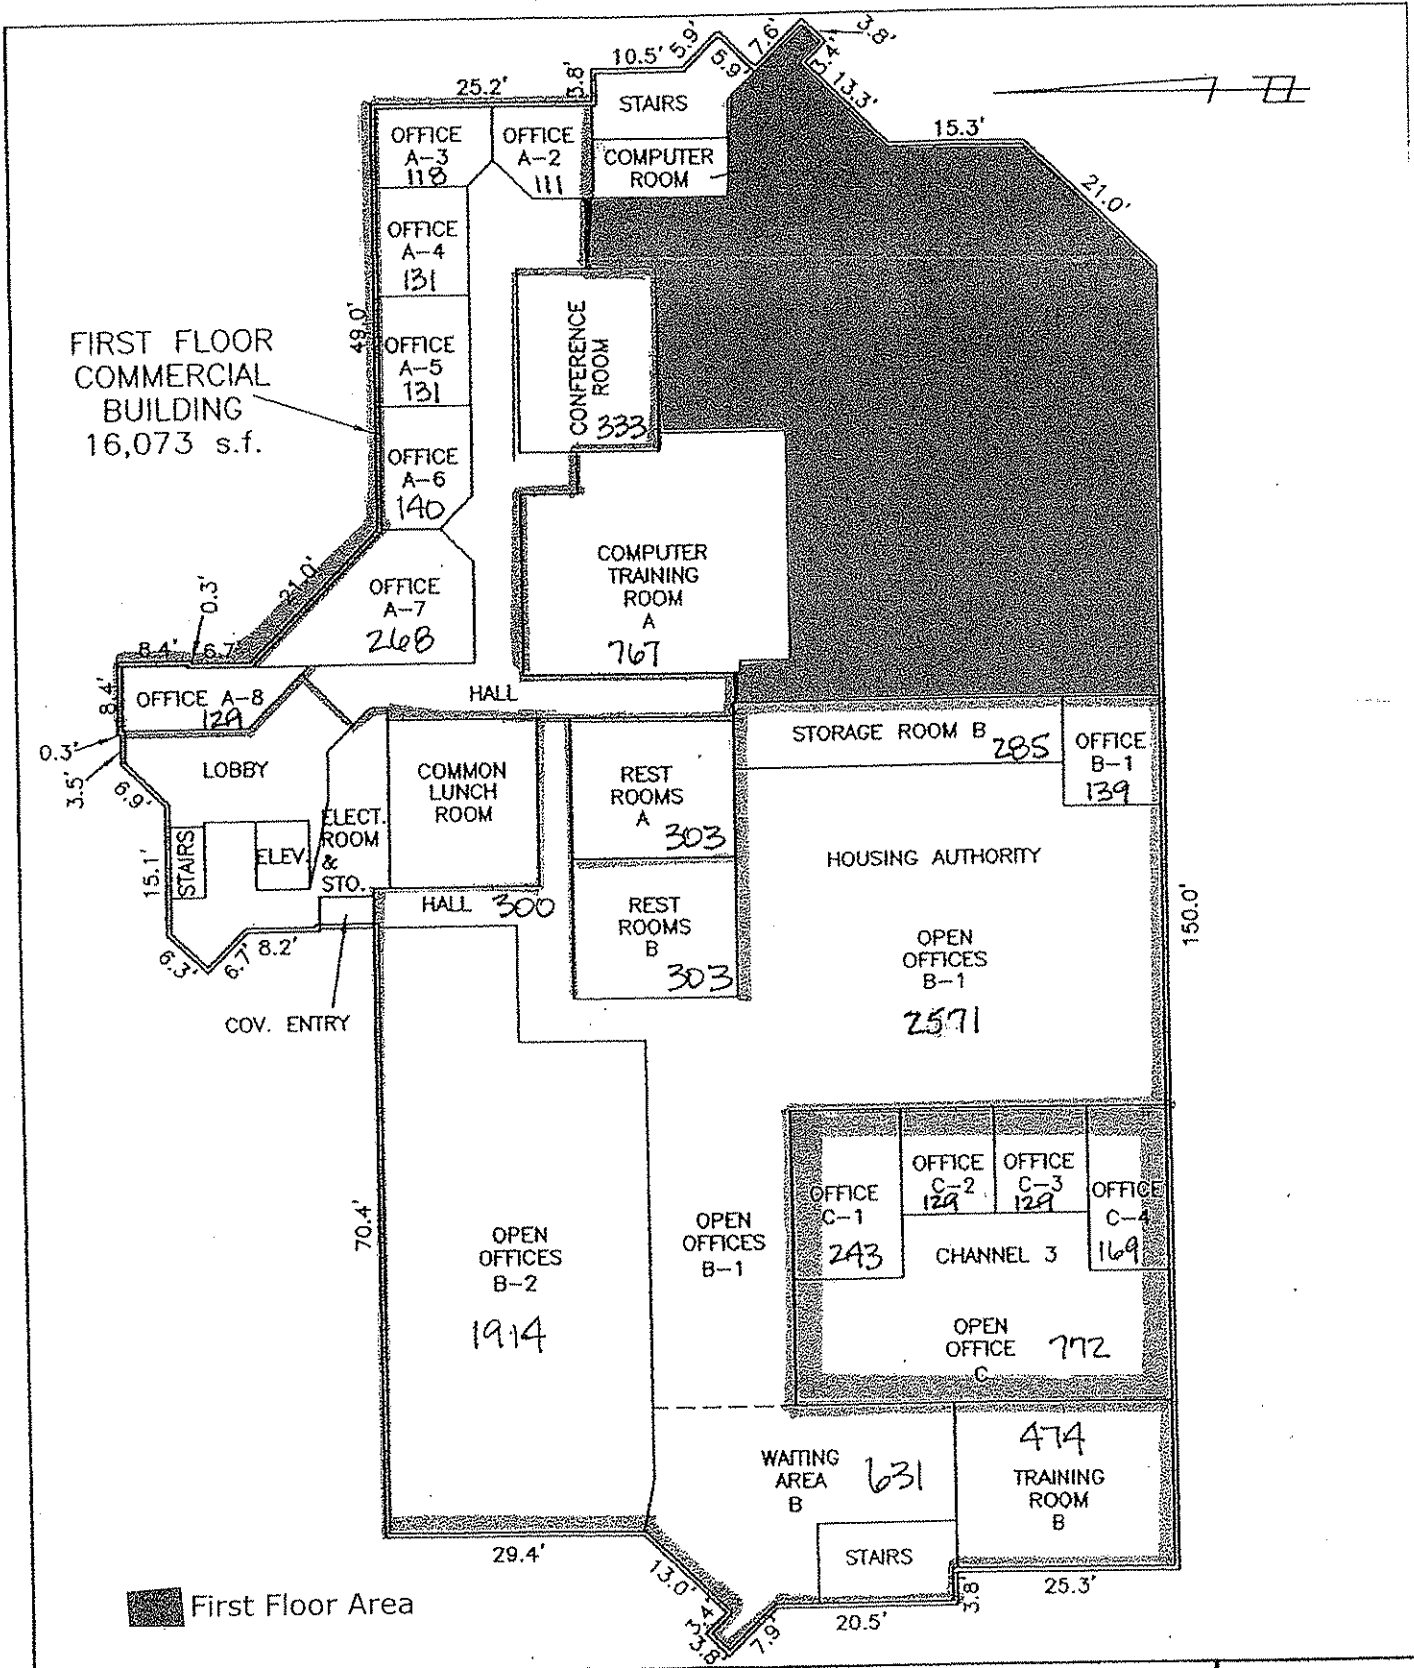 10.5'
5.9'
5.9'
7.6'
3.8'
3.4'
13.3'
15.3'
21.0'
25.2'
3.8'
STAIRS
OFFICE
A-3
118
OFFICE
A-2
111
COMPUTER
ROOM
OFFICE
A-4
131
49.0'
OFFICE
A-5
131
CONFERENCE
ROOM
333
FIRST FLOOR
COMMERCIAL
BUILDING
16,073 s.f.
OFFICE
A-6
140
COMPUTER
TRAINING
ROOM
A
767
21.0'
0.3'
OFFICE
A-7
268
8.4'
6.7'
8.4'
OFFICE A-8
129
HALL
0.3'
3.5'
6.9'
LOBBY
COMMON
LUNCH
ROOM
REST
ROOMS
A
303
STORAGE ROOM B
285
OFFICE
B-1
139
ELECT.
ROOM
&
STO.
15.1'
STAIRS
ELEV.
HOUSING AUTHORITY
HALL 300
REST
ROOMS
B
303
OPEN
OFFICES
B-1
2571
150.0'
6.3'
6.7'
8.2'
COV. ENTRY
70.4'
OPEN
OFFICES
B-2
1914
OPEN
OFFICES
B-1
OFFICE
C-1
243
OFFICE
C-2
129
OFFICE
C-3
129
OFFICE
C-4
169
CHANNEL 3
OPEN
OFFICE
C
772
WAITING
AREA
B
631
474
TRAINING
ROOM
B
STAIRS
29.4'
13.0'
3.4'
3.8'
7.9'
20.5'
3.8'
25.3'
First Floor Area